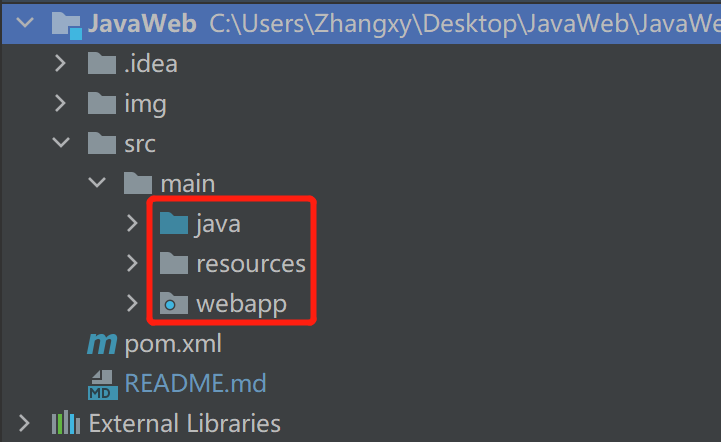 JavaWeb C:\Users\Zhangxy\Desktop\JavaWeb\JavaWe
.idea
img
src
main
java
resources
webapp
m pom.xml
MD README.md
External Libraries